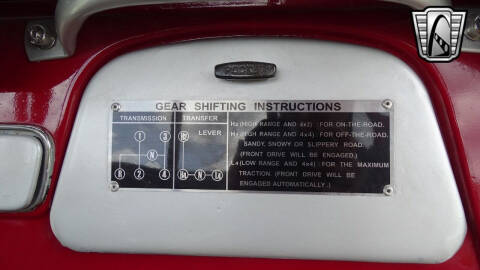 GEAR SHIFTING INSTRUCTIONS
TRANSMISSION
1 3
N
R 2 4
TRANSFER
LEVER
H2
H4 N L4
H2 (HIGH RANGE AND 4x2) : FOR ON-THE-ROAD.
H4 (HIGH RANGE AND 4x4) : FOR OFF-THE-ROAD.
SANDY, SNOWY OR SLIPPERY ROAD.
(FRONT DRIVE WILL BE ENGAGED.)
L4 (LOW RANGE AND 4x4) : FOR THE MAXIMUM
TRACTION (FRONT DRIVE WILL BE
ENGAGED AUTOMATICALLY.)